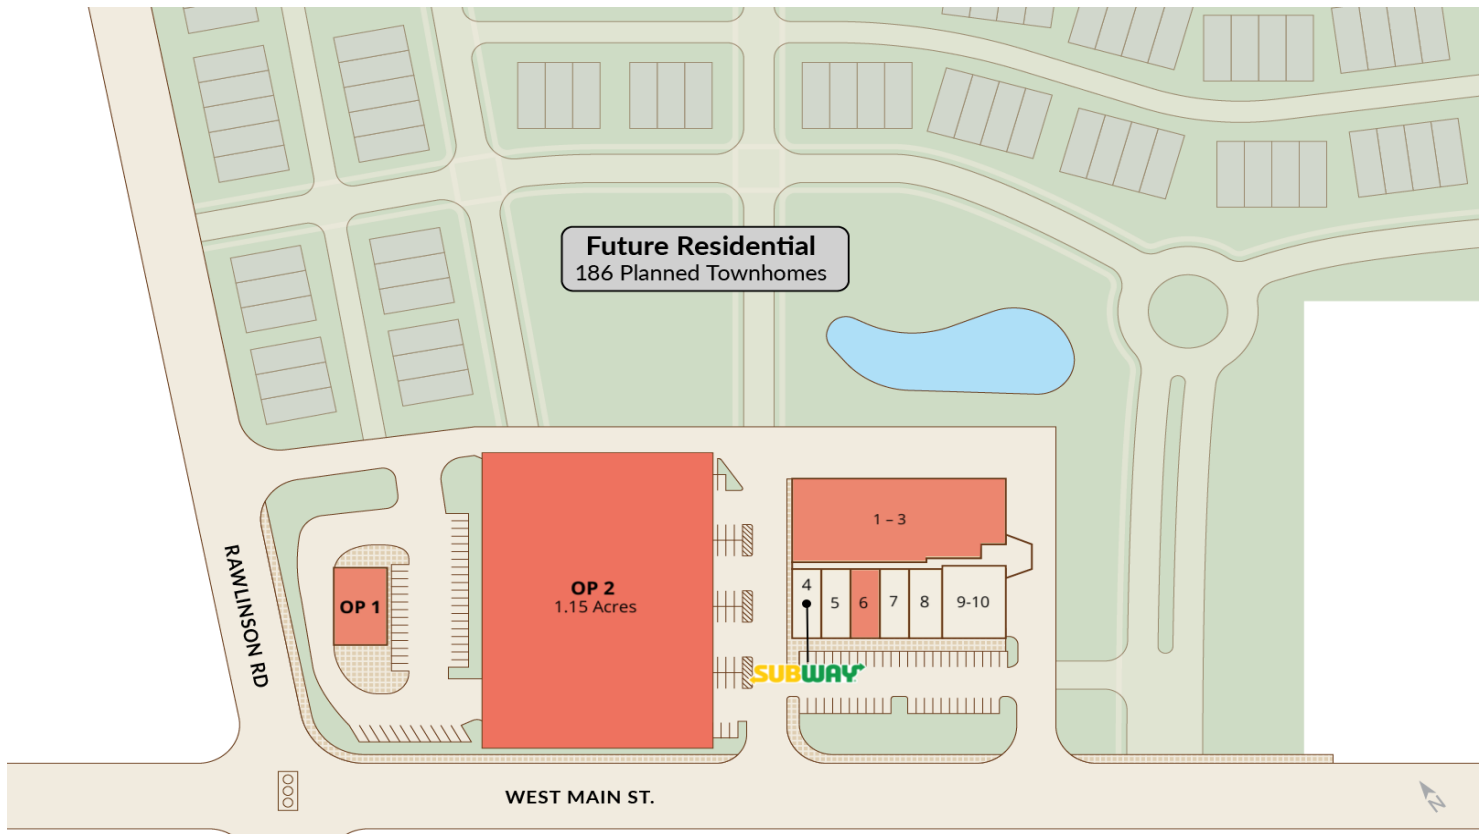 Future Residential
186 Planned Townhomes
1 – 3
OP 2
1.15 Acres
OP 1
4
5
6
7
8
9-10
RAWLINSON RD
SUBWAY
WEST MAIN ST.
N